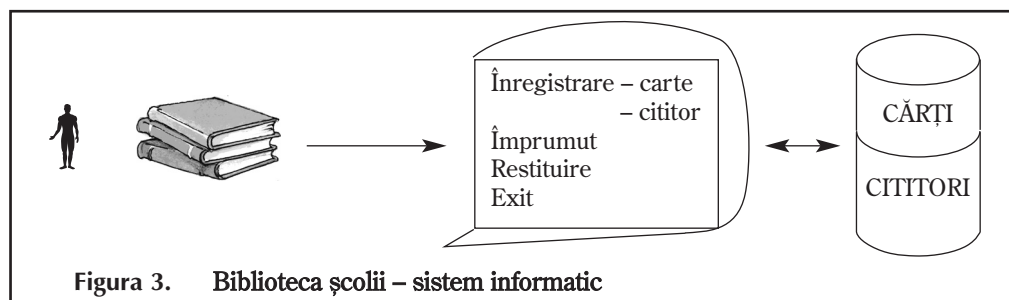 Înregistrare – carte
– cititor
Împrumut
Restituire
Exit
CĂRȚI
CITITORI
Figura 3. Biblioteca școlii – sistem informatic